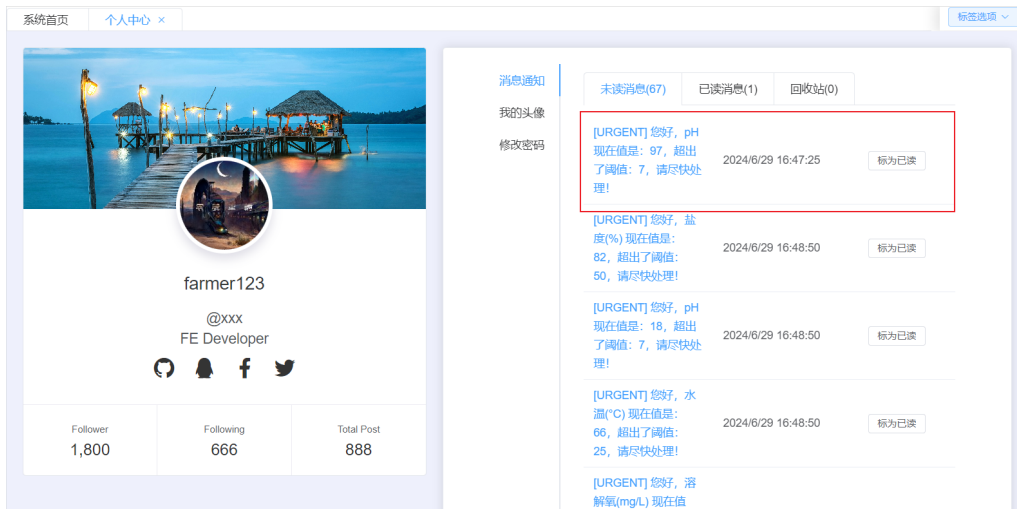 系统首页
个人中心 ×
标签选项
消息通知
我的头像
修改密码
未读消息(67)
已读消息(1)
回收站(0)
[URGENT] 您好，pH
现在值是：97，超出
了阈值：7，请尽快处
理！
2024/6/29 16:47:25
标为已读
[URGENT] 您好，盐
度(%) 现在值是：
82，超出了阈值：
50，请尽快处理！
2024/6/29 16:48:50
标为已读
[URGENT] 您好，pH
现在值是：18，超出
了阈值：7，请尽快处
理！
2024/6/29 16:48:50
标为已读
[URGENT] 您好，水
温(°C) 现在值是：
66，超出了阈值：
25，请尽快处理！
2024/6/29 16:48:50
标为已读
[URGENT] 您好，溶
解氧(mg/L) 现在值
farmer123
@xxx
FE Developer
Follower
1,800
Following
666
Total Post
888